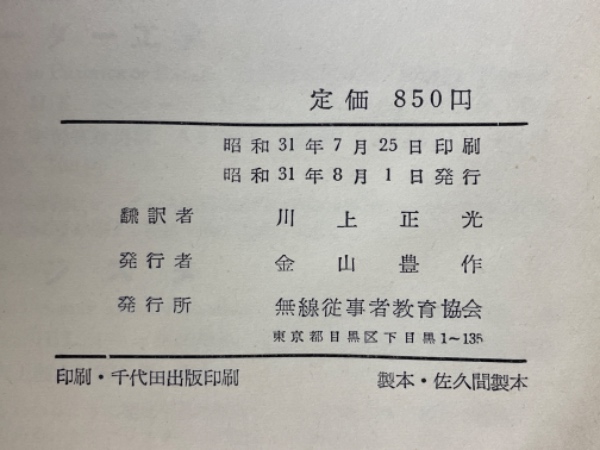 定価 850円
昭和31年7月25日印刷
昭和31年8月1日発行
翻訳者 川上正光
発行者 金山豊作
発行所 無線従事者教育協会
東京都目黒区下目黒1~135
印刷・千代田出版印刷 製本・佐久間製本